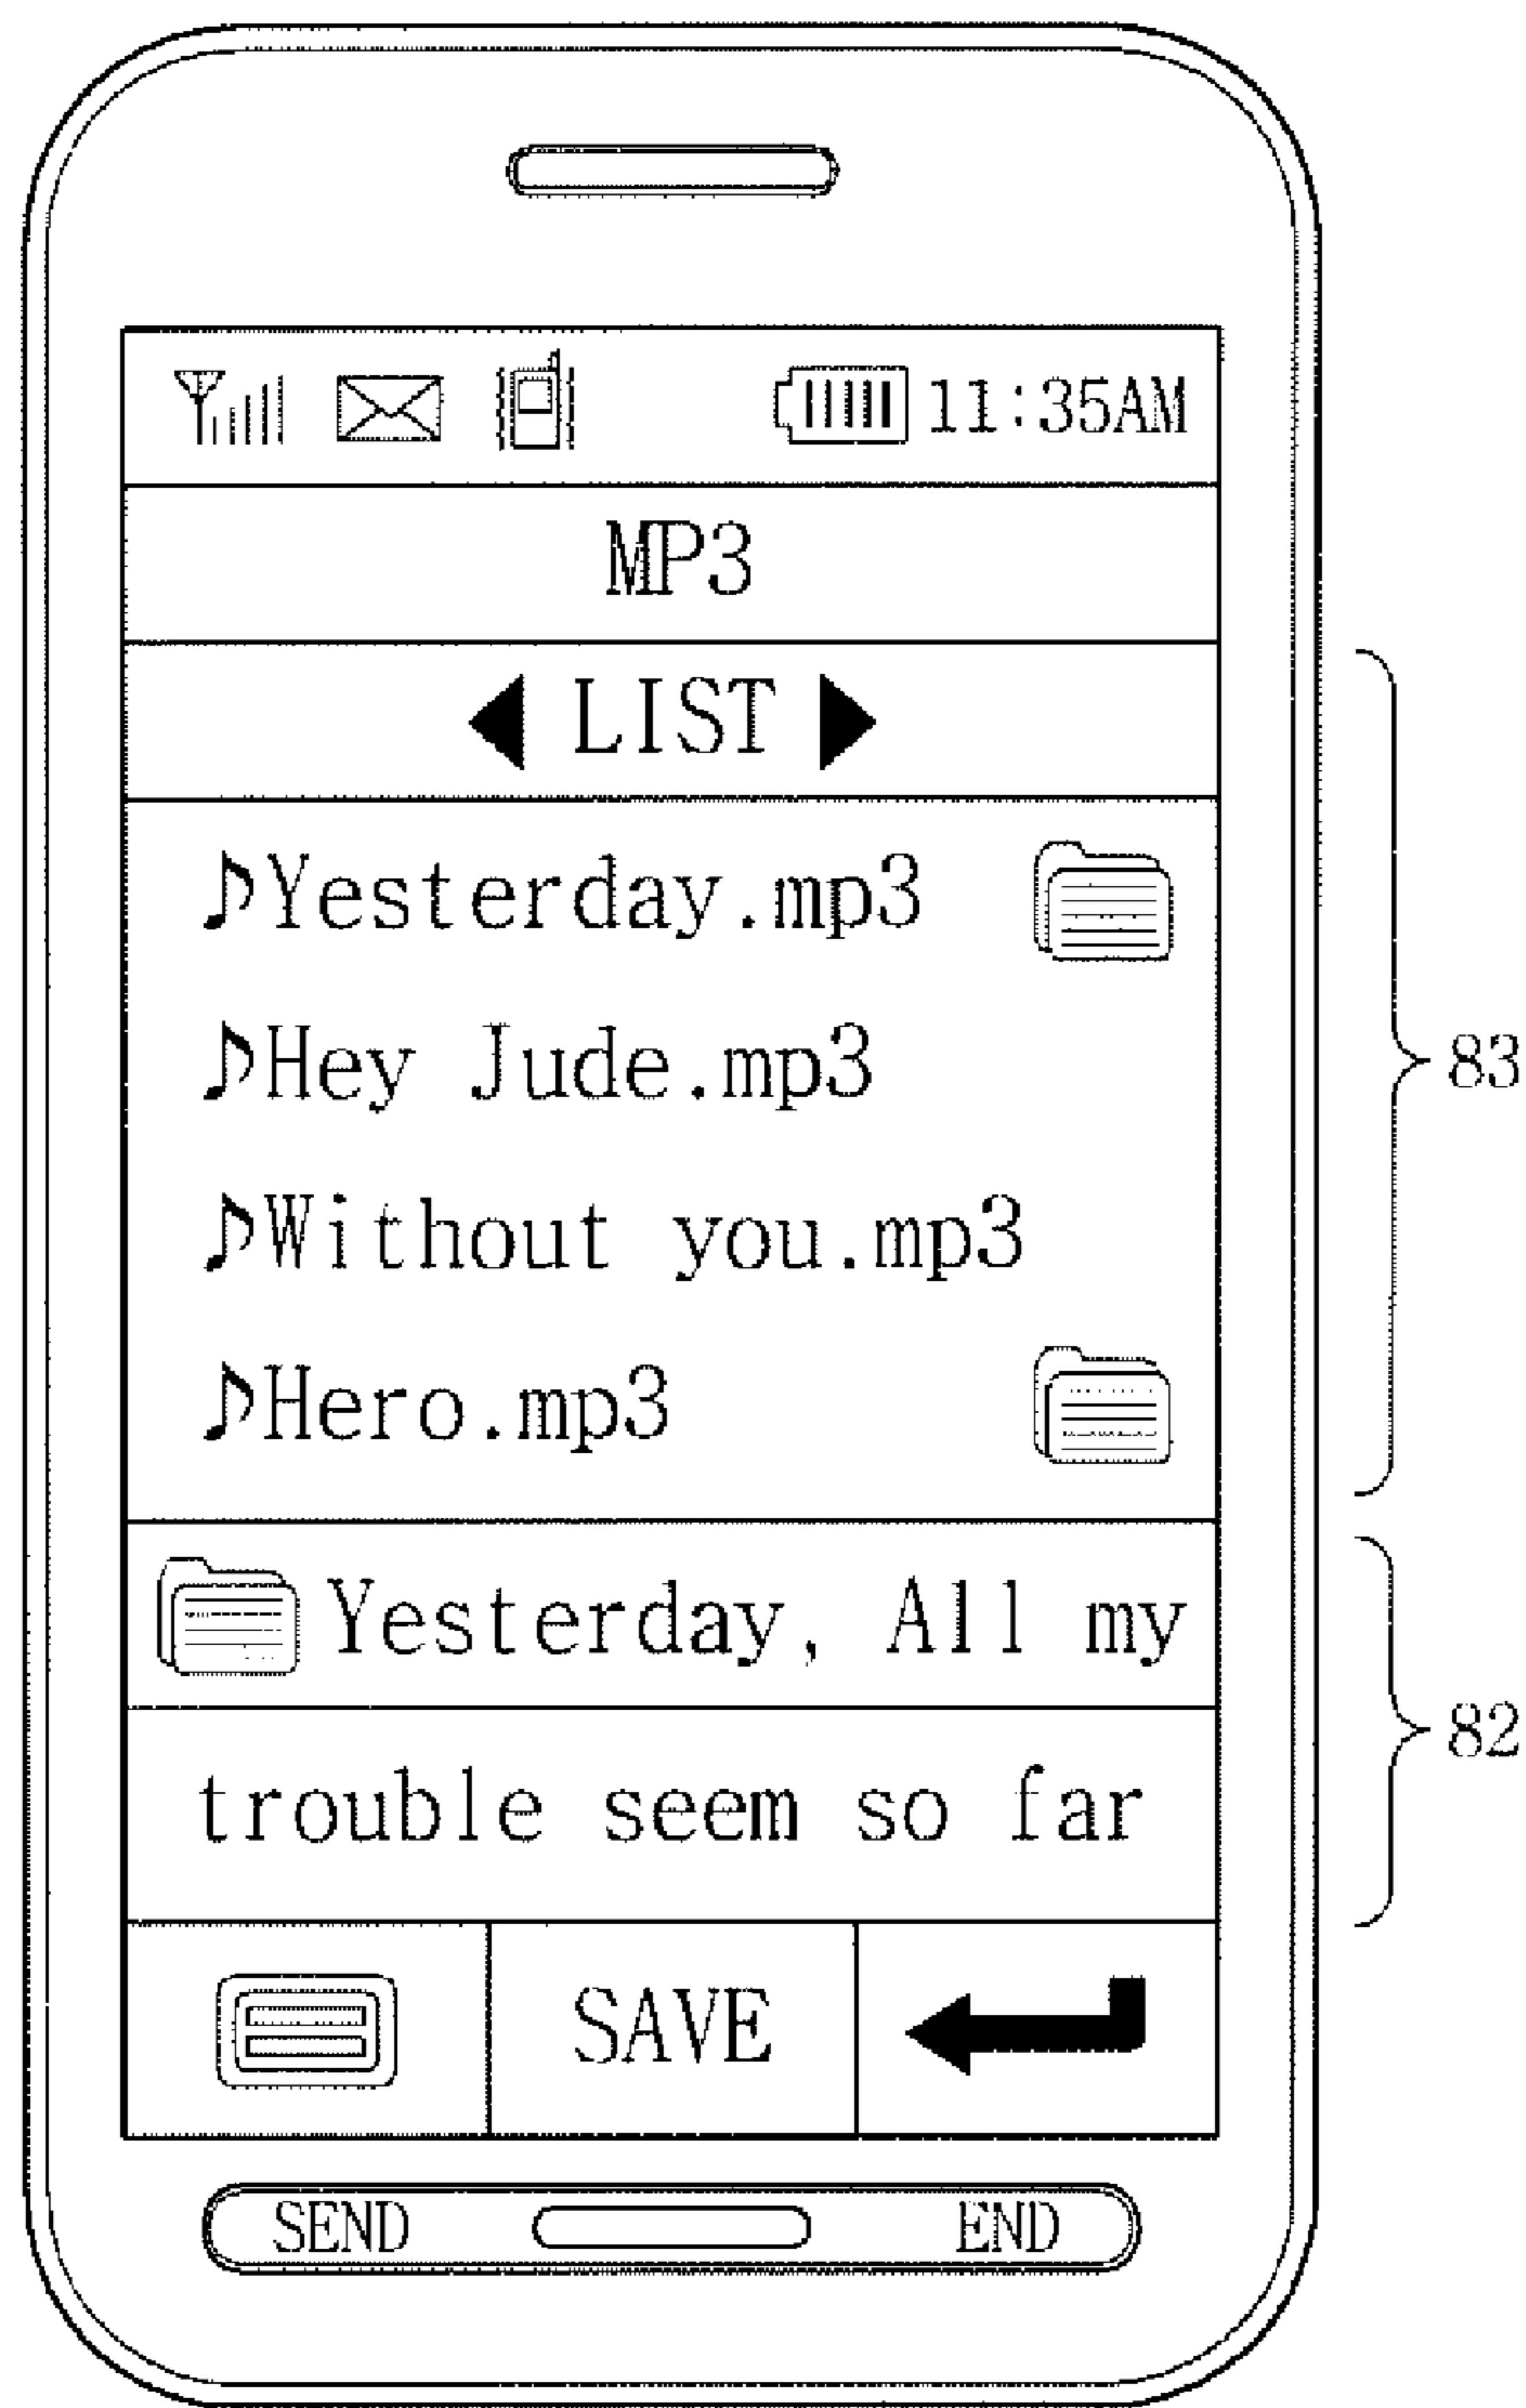 11:35AM
MP3
LIST
Yesterday.mp3
Hey Jude.mp3
Without you.mp3
Hero.mp3
83
Yesterday, All my
trouble seem so far
82
SAVE
SEND END